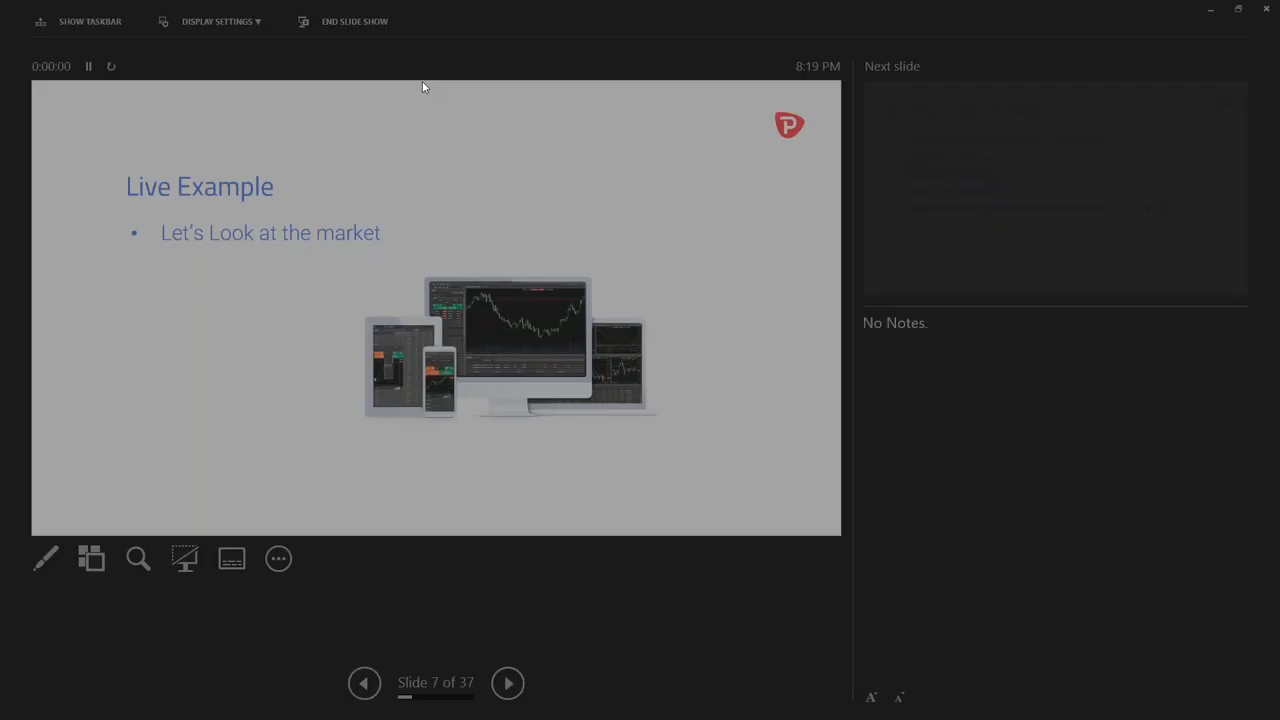 SHOW TASKBAR
DISPLAY SETTINGS ▼
END SLIDE SHOW
0:00:00
8:19 PM
Next slide
P
Live Example
• Let's Look at the market
No Notes.
Slide 7 of 37
A
A